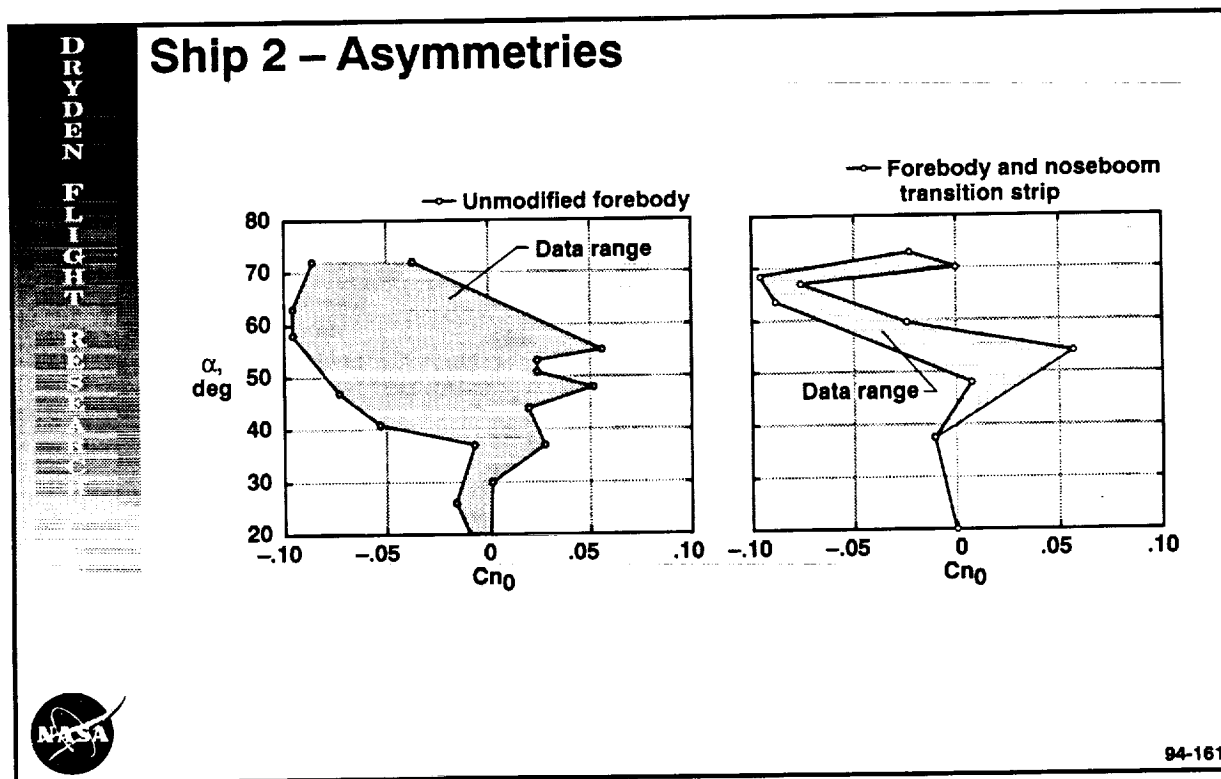 DRYDEN FLIGHT RESEARCH
Ship 2 – Asymmetries
Unmodified forebody
Data range
80
70
60
50
40
30
20
α,
deg
–.10 –.05 0 .05 .10
Cn0
Forebody and noseboom
transition strip
Data range
–.10 –.05 0 .05 .10
Cn0
NASA
94-161